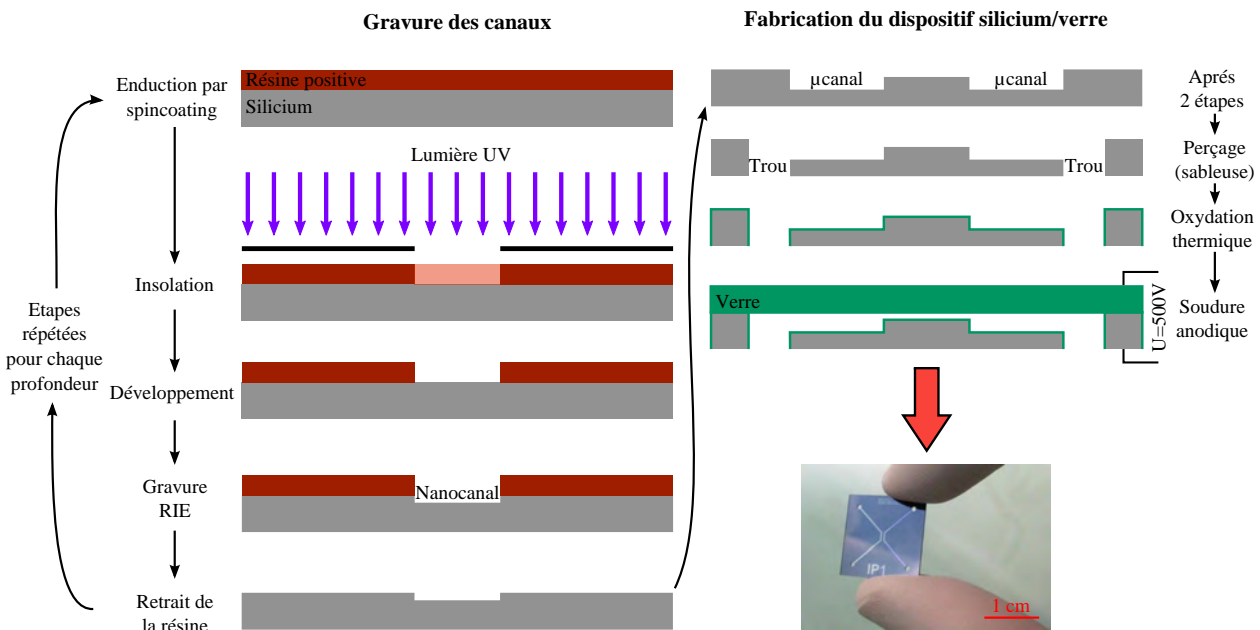 Gravure des canaux
Enduction par
spincoating
Résine positive
Silicium
Lumière UV
Insolation
Etapes
répétées
pour chaque
profondeur
Développement
Gravure
RIE
Nanocanal
Retrait de
la résine
Fabrication du dispositif silicium/verre
µcanal
µcanal
Aprés
2 étapes
Trou
Trou
Perçage
(sableuse)
Oxydation
thermique
Verre
U=500V
Soudure
anodique
IP1
1 cm